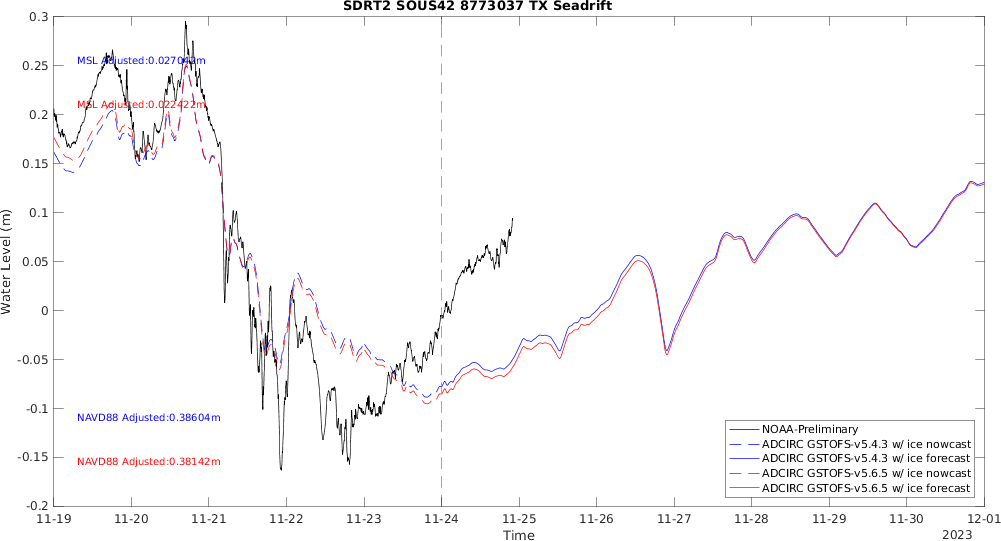 SDRT2 SOUS42 8773037 TX Seadrift
0.3
0.25
0.2
0.15
0.1
0.05
0
-0.05
-0.1
-0.15
-0.2
Water Level (m)
MSL Adjusted:0.027042m
MSL Adjusted:0.022422m
NAVD88 Adjusted:0.38604m
NAVD88 Adjusted:0.38142m
NOAA-Preliminary
ADCIRC GSTOFS-v5.4.3 w/ ice nowcast
ADCIRC GSTOFS-v5.4.3 w/ ice forecast
ADCIRC GSTOFS-v5.6.5 w/ ice nowcast
ADCIRC GSTOFS-v5.6.5 w/ ice forecast
11-19 11-20 11-21 11-22 11-23 11-24 11-25 11-26 11-27 11-28 11-29 11-30 12-01
Time
2023